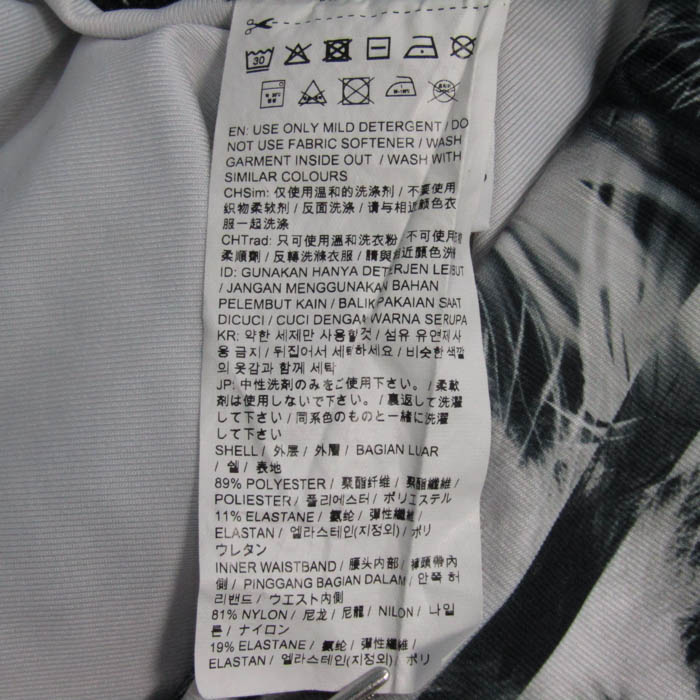 30
EN: USE ONLY MILD DETERGENT / DO
NOT USE FABRIC SOFTENER / WASH
GARMENT INSIDE OUT / WASH WITH
SIMILAR COLOURS
CHSim: 仅使用温和的洗涤剂 / 不要使用
织物柔软剂 / 反面洗涤 / 请与相近颜色衣
服一起洗涤
CHTrad: 只可使用溫和洗衣粉 / 不可使用
柔順劑 / 反轉洗滌衣服 / 請與相近顏色洗滌
ID: GUNAKAN HANYA DETERJEN LEMBUT
/ JANGAN MENGGUNAKAN BAHAN
PELEMBUT KAIN / BALIK PAKAIAN SAAT
DICUCI / CUCI DENGAN WARNA SERUPA
KR: 약한 세제만 사용할것 / 섬유 유연제사
용 금지 / 뒤집어서 세탁하세요 / 비슷한 색깔
의 옷감과 함께 세탁
JP: 中性洗剤のみをご使用下さい。 / 柔軟
剤は使用しないで下さい。 / 裏返して洗濯
して下さい / 同系色のものと一緒に洗濯
して下さい
SHELL / 外层 / 外層 / BAGIAN LUAR
/ 쉘 / 表地
89% POLYESTER / 聚酯纤维 / 聚酯纖維 /
POLIESTER / 폴리에스터 / ポリエステル
11% ELASTANE / 氨纶 / 彈性纖維 /
ELASTAN / 엘라스테인(지정외) / ポリ
ウレタン
INNER WAISTBAND / 腰头内部 / 褲頭帶內
側 / PINGGANG BAGIAN DALAM / 안쪽 허
리밴드 / ウエスト内側
81% NYLON / 尼龙 / 尼龍 / NILON / 나일
론 / ナイロン
19% ELASTANE / 氨纶 / 彈性纖維 /
ELASTAN / 엘라스테인(지정외) / ポリ